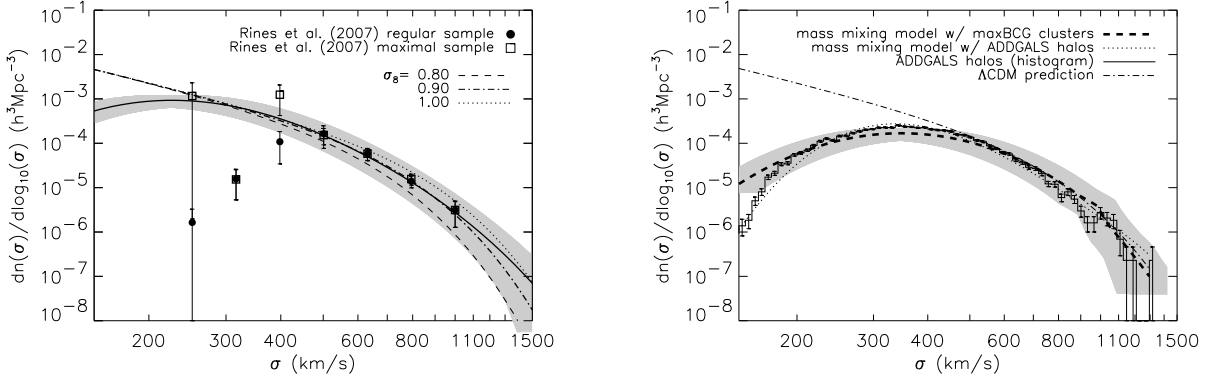 10⁻¹
10⁻²
10⁻³
10⁻⁴
10⁻⁵
10⁻⁶
10⁻⁷
10⁻⁸
dn(σ)/dlog₁₀(σ) (h³Mpc⁻³)
Rines et al. (2007) regular sample
Rines et al. (2007) maximal sample
σ₈= 0.80
0.90
1.00
200 300 400 600 800 1100 1500
σ (km/s)
10⁻¹
10⁻²
10⁻³
10⁻⁴
10⁻⁵
10⁻⁶
10⁻⁷
10⁻⁸
dn(σ)/dlog₁₀(σ) (h³Mpc⁻³)
mass mixing model w/ maxBCG clusters
mass mixing model w/ ADDGALS halos
ADDGALS halos (histogram)
ΛCDM prediction
200 300 400 600 800 1100 1500
σ (km/s)